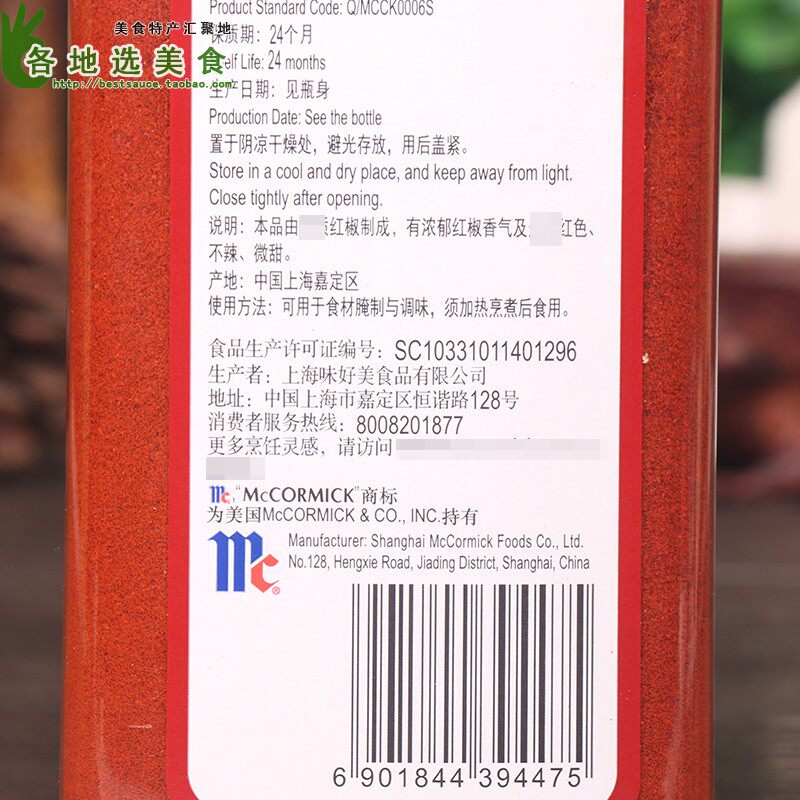 美食特产汇聚地
各地选美食
http://bestsauce.taobao.com
Product Standard Code: Q/MCCK0006S
保质期：24个月
Shelf Life: 24 months
生产日期：见瓶身
Production Date: See the bottle
置于阴凉干燥处，避光存放，用后盖紧。
Store in a cool and dry place, and keep away from light.
Close tightly after opening.
说明：本品由 红椒制成，有浓郁红椒香气及 红色、
不辣、微甜。
产地：中国上海嘉定区
使用方法：可用于食材腌制与调味，须加热烹煮后食用。
食品生产许可证编号：SC10331011401296
生产者：上海味好美食品有限公司
地址：中国上海市嘉定区恒谐路128号
消费者服务热线：8008201877
更多烹饪灵感，请访问
Mc,“McCORMICK”商标
为美国McCORMICK & CO., INC.持有
Mc®
Manufacturer: Shanghai McCormick Foods Co., Ltd.
No.128, Hengxie Road, Jiading District, Shanghai, China
6 901844 394475